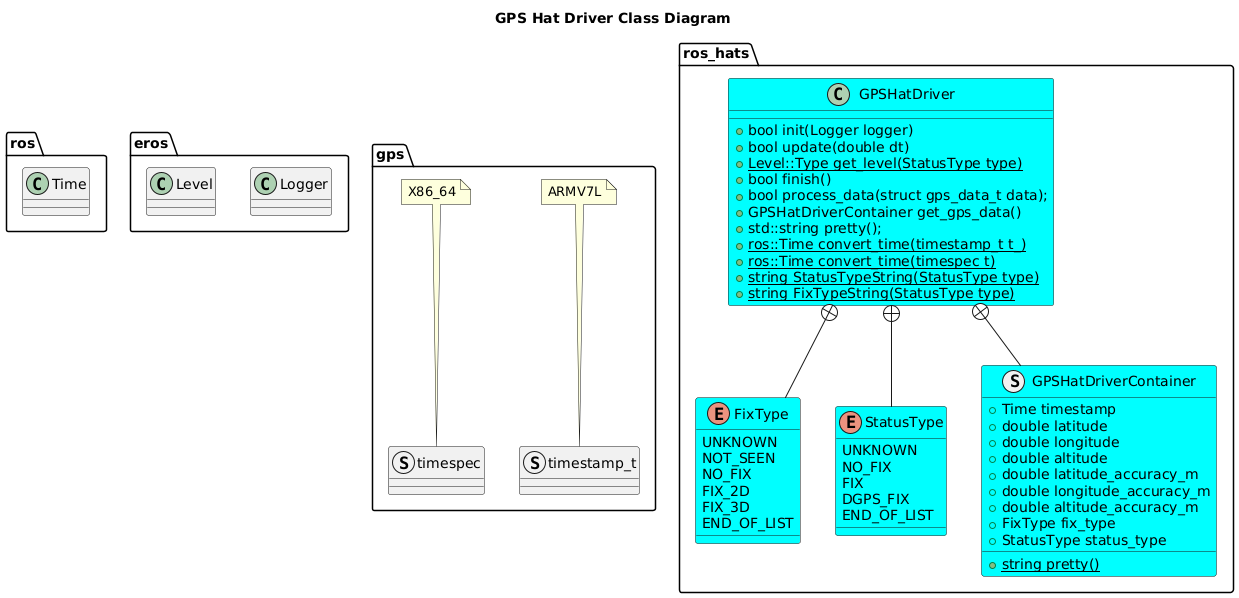 GPS Hat Driver Class Diagram
ros
C Time
eros
C Level
C Logger
gps
X86_64
ARMV7L
S timespec
S timestamp_t
ros_hats
C GPSHatDriver
bool init(Logger logger)
bool update(double dt)
Level::Type get_level(StatusType type)
bool finish()
bool process_data(struct gps_data_t data);
GPSHatDriverContainer get_gps_data()
std::string pretty();
ros::Time convert_time(timestamp_t t_)
ros::Time convert_time(timespec t)
string StatusTypeString(StatusType type)
string FixTypeString(StatusType type)
E FixType
UNKNOWN
NOT_SEEN
NO_FIX
FIX_2D
FIX_3D
END_OF_LIST
E StatusType
UNKNOWN
NO_FIX
FIX
DGPS_FIX
END_OF_LIST
S GPSHatDriverContainer
Time timestamp
double latitude
double longitude
double altitude
double latitude_accuracy_m
double longitude_accuracy_m
double altitude_accuracy_m
FixType fix_type
StatusType status_type
string pretty()